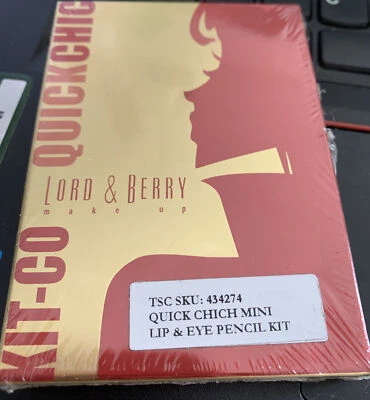 KIT-CO QUICKCHIC
LORD & BERRY
make up
TSC SKU: 434274
QUICK CHICH MINI
LIP & EYE PENCIL KIT